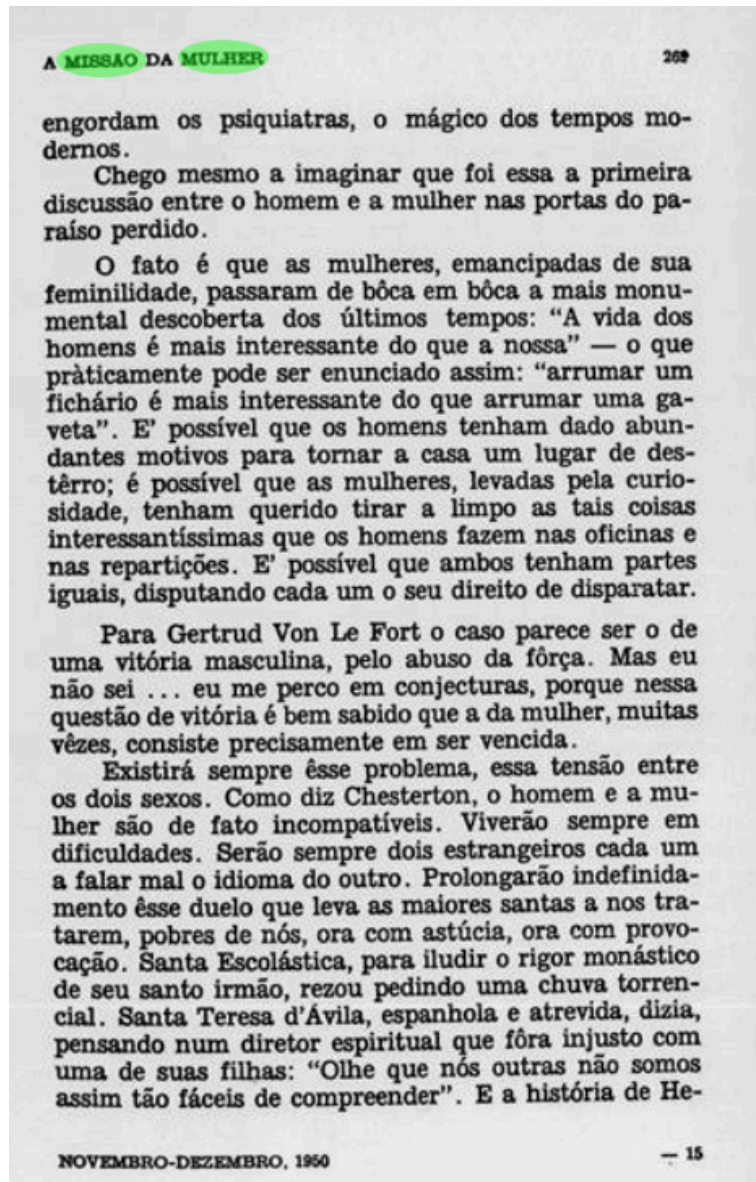 A MISSÃO DA MULHER 269
engordam os psiquiatras, o mágico dos tempos mo-
dernos.
Chego mesmo a imaginar que foi essa a primeira
discussão entre o homem e a mulher nas portas do pa-
raíso perdido.
O fato é que as mulheres, emancipadas de sua
feminilidade, passaram de bôca em bôca a mais monu-
mental descoberta dos últimos tempos: “A vida dos
homens é mais interessante do que a nossa” — o que
pràticamente pode ser enunciado assim: “arrumar um
fichário é mais interessante do que arrumar uma ga-
veta”. E’ possível que os homens tenham dado abun-
dantes motivos para tornar a casa um lugar de des-
têrro; é possível que as mulheres, levadas pela curio-
sidade, tenham querido tirar a limpo as tais coisas
interessantíssimas que os homens fazem nas oficinas e
nas repartições. E’ possível que ambos tenham partes
iguais, disputando cada um o seu direito de disparatar.
Para Gertrud Von Le Fort o caso parece ser o de
uma vitória masculina, pelo abuso da fôrça. Mas eu
não sei ... eu me perco em conjecturas, porque nessa
questão de vitória é bem sabido que a da mulher, muitas
vêzes, consiste precisamente em ser vencida.
Existirá sempre êsse problema, essa tensão entre
os dois sexos. Como diz Chesterton, o homem e a mu-
lher são de fato incompatíveis. Viverão sempre em
dificuldades. Serão sempre dois estrangeiros cada um
a falar mal o idioma do outro. Prolongarão indefinida-
mento êsse duelo que leva as maiores santas a nos tra-
tarem, pobres de nós, ora com astúcia, ora com provo-
cação. Santa Escolástica, para iludir o rigor monástico
de seu santo irmão, rezou pedindo uma chuva torren-
cial. Santa Teresa d’Ávila, espanhola e atrevida, dizia,
pensando num diretor espiritual que fôra injusto com
uma de suas filhas: “Olhe que nós outras não somos
assim tão fáceis de compreender”. E a história de He-
NOVEMBRO-DEZEMBRO, 1950 — 15